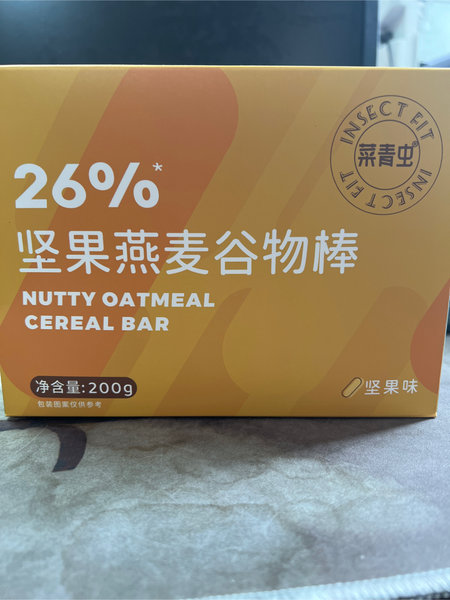 INSECT FIT
菜青虫®
INSECT FIT
26%*
坚果燕麦谷物棒
NUTTY OATMEAL
CEREAL BAR
净含量:200g
包装图案仅供参考
坚果味